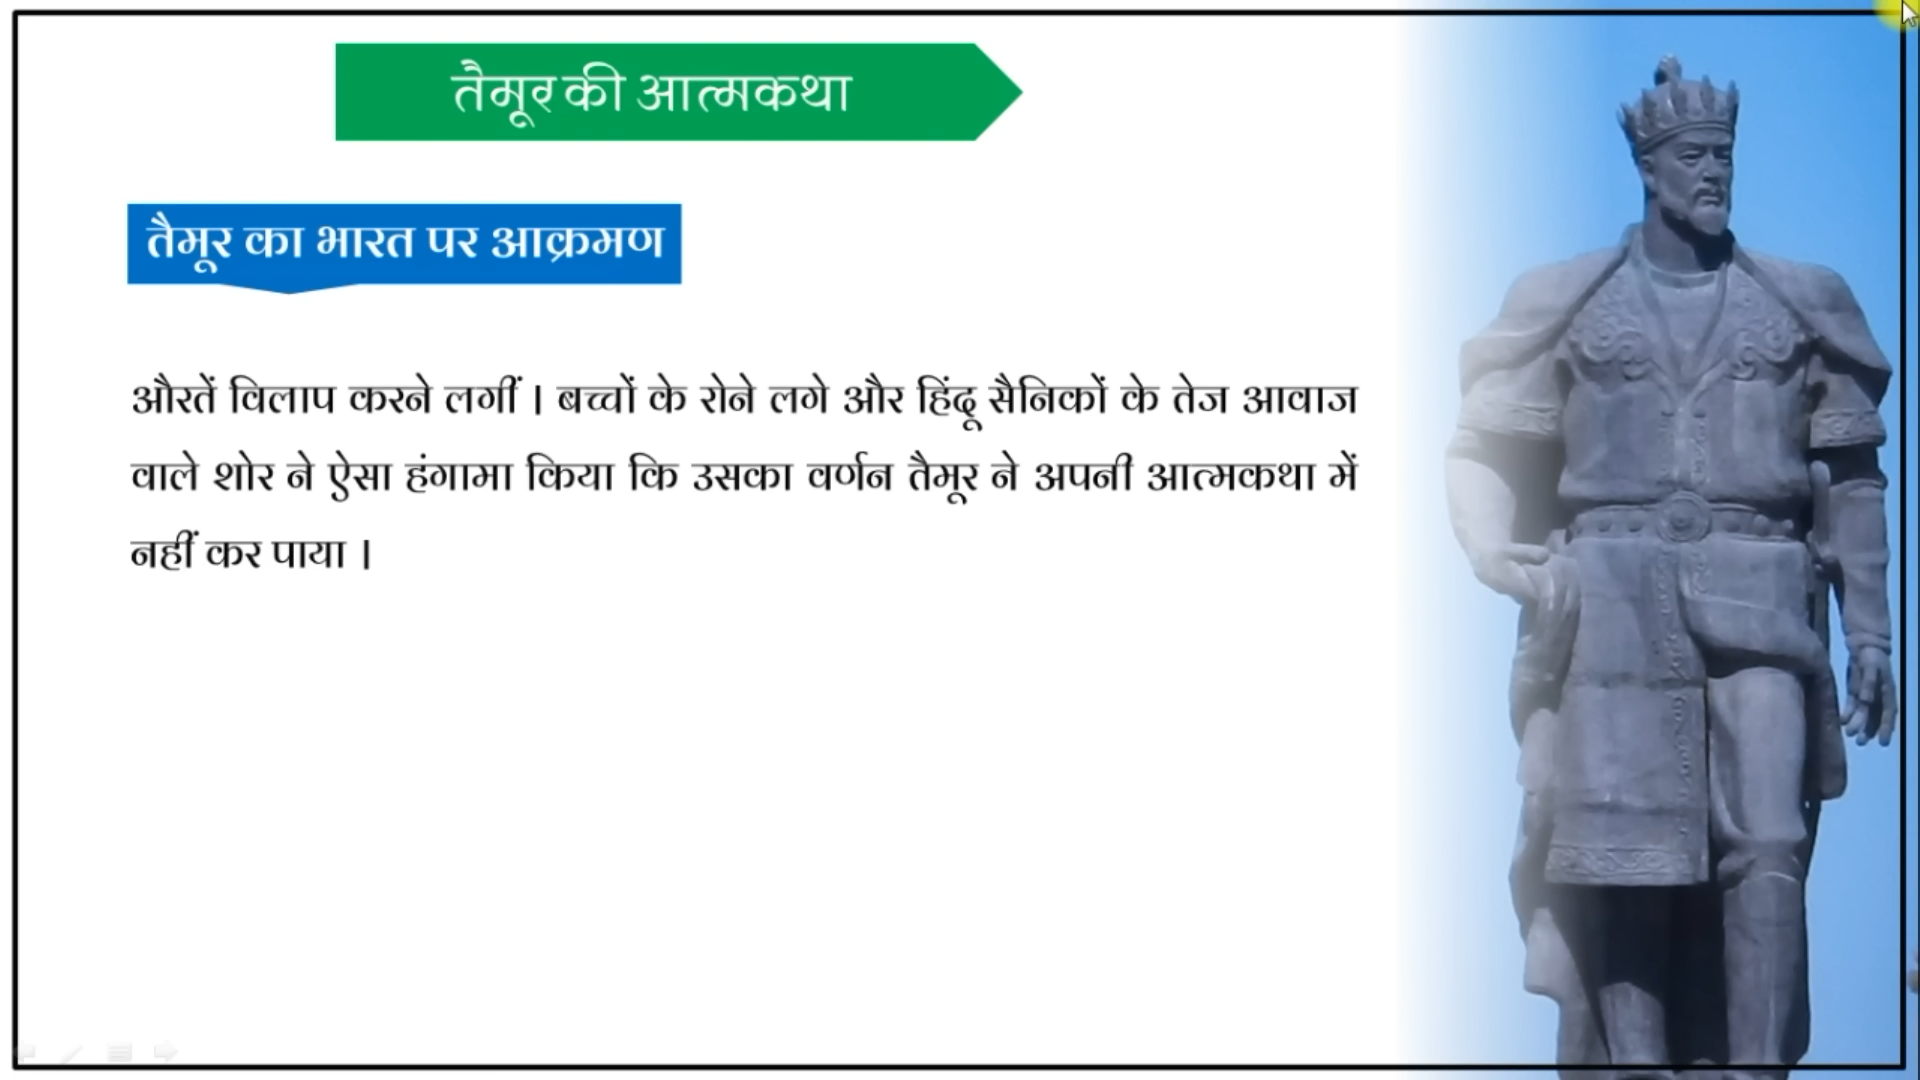 तैमूर की आत्मकथा
तैमूर का भारत पर आक्रमण
औरतें विलाप करने लगीं । बच्चों के रोने लगे और हिंदू सैनिकों के तेज आवाज
वाले शोर ने ऐसा हंगामा किया कि उसका वर्णन तैमूर ने अपनी आत्मकथा में
नहीं कर पाया ।